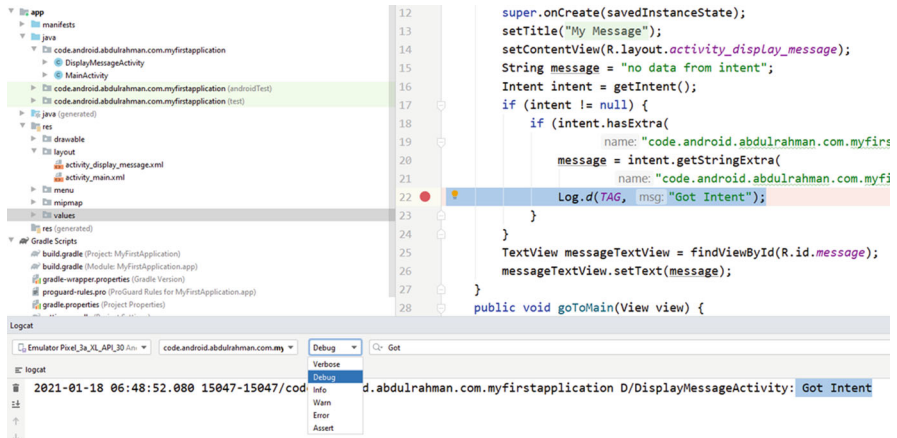 app
manifests
java
code.android.abdulrahman.com.myfirstapplication
DisplayMessageActivity
MainActivity
code.android.abdulrahman.com.myfirstapplication (androidTest)
code.android.abdulrahman.com.myfirstapplication (test)
java (generated)
res
drawable
layout
activity_display_message.xml
activity_main.xml
menu
mipmap
values
res (generated)
Gradle Scripts
build.gradle (Project: MyFirstApplication)
build.gradle (Module: MyFirstApplication.app)
gradle-wrapper.properties (Gradle Version)
proguard-rules.pro (ProGuard Rules for MyFirstApplication.app)
gradle.properties (Project Properties)
12 super.onCreate(savedInstanceState);
13 setTitle("My Message");
14 setContentView(R.layout.activity_display_message);
15 String message = "no data from intent";
16 Intent intent = getIntent();
17 if (intent != null) {
18 if (intent.hasExtra(
19 name: "code.android.abdulrahman.com.myfirs
20 message = intent.getStringExtra(
21 name: "code.android.abdulrahman.com.myfi
22 Log.d(TAG, msg: "Got Intent");
23 }
24 }
25 TextView messageTextView = findViewById(R.id.message);
26 messageTextView.setText(message);
27 }
28 public void goToMain(View view) {
Logcat
Emulator Pixel_3a_XL_API_30 An code.android.abdulrahman.com.my Debug Got
Verbose
Debug
Info
Warn
Error
Assert
logcat
2021-01-18 06:48:52.080 15047-15047/cod d.abdulrahman.com.myfirstapplication D/DisplayMessageActivity: Got Intent